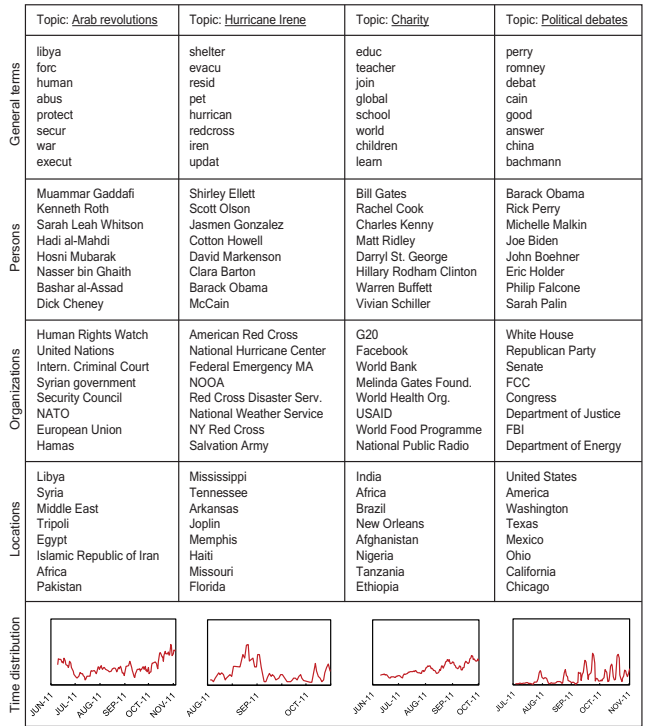 Topic: Arab revolutions
Topic: Hurricane Irene
Topic: Charity
Topic: Political debates
General terms
libya
forc
human
abus
protect
secur
war
execut
shelter
evacu
resid
pet
hurrican
redcross
iren
updat
educ
teacher
join
global
school
world
children
learn
perry
romney
debat
cain
good
answer
china
bachmann
Persons
Muammar Gaddafi
Kenneth Roth
Sarah Leah Whitson
Hadi al-Mahdi
Hosni Mubarak
Nasser bin Ghaith
Bashar al-Assad
Dick Cheney
Shirley Ellett
Scott Olson
Jasmen Gonzalez
Cotton Howell
David Markenson
Clara Barton
Barack Obama
McCain
Bill Gates
Rachel Cook
Charles Kenny
Matt Ridley
Darryl St. George
Hillary Rodham Clinton
Warren Buffett
Vivian Schiller
Barack Obama
Rick Perry
Michelle Malkin
Joe Biden
John Boehner
Eric Holder
Philip Falcone
Sarah Palin
Organizations
Human Rights Watch
United Nations
Intern. Criminal Court
Syrian government
Security Council
NATO
European Union
Hamas
American Red Cross
National Hurricane Center
Federal Emergency MA
NOOA
Red Cross Disaster Serv.
National Weather Service
NY Red Cross
Salvation Army
G20
Facebook
World Bank
Melinda Gates Found.
World Health Org.
USAID
World Food Programme
National Public Radio
White House
Republican Party
Senate
FCC
Congress
Department of Justice
FBI
Department of Energy
Locations
Libya
Syria
Middle East
Tripoli
Egypt
Islamic Republic of Iran
Africa
Pakistan
Mississippi
Tennessee
Arkansas
Joplin
Memphis
Haiti
Missouri
Florida
India
Africa
Brazil
New Orleans
Afghanistan
Nigeria
Tanzania
Ethiopia
United States
America
Washington
Texas
Mexico
Ohio
California
Chicago
Time distribution
JUN-11 JUL-11 AUG-11 SEP-11 OCT-11 NOV-11
AUG-11 SEP-11 OCT-11
JUN-11 JUL-11 AUG-11 SEP-11 OCT-11
JUL-11 AUG-11 SEP-11 OCT-11 NOV-11